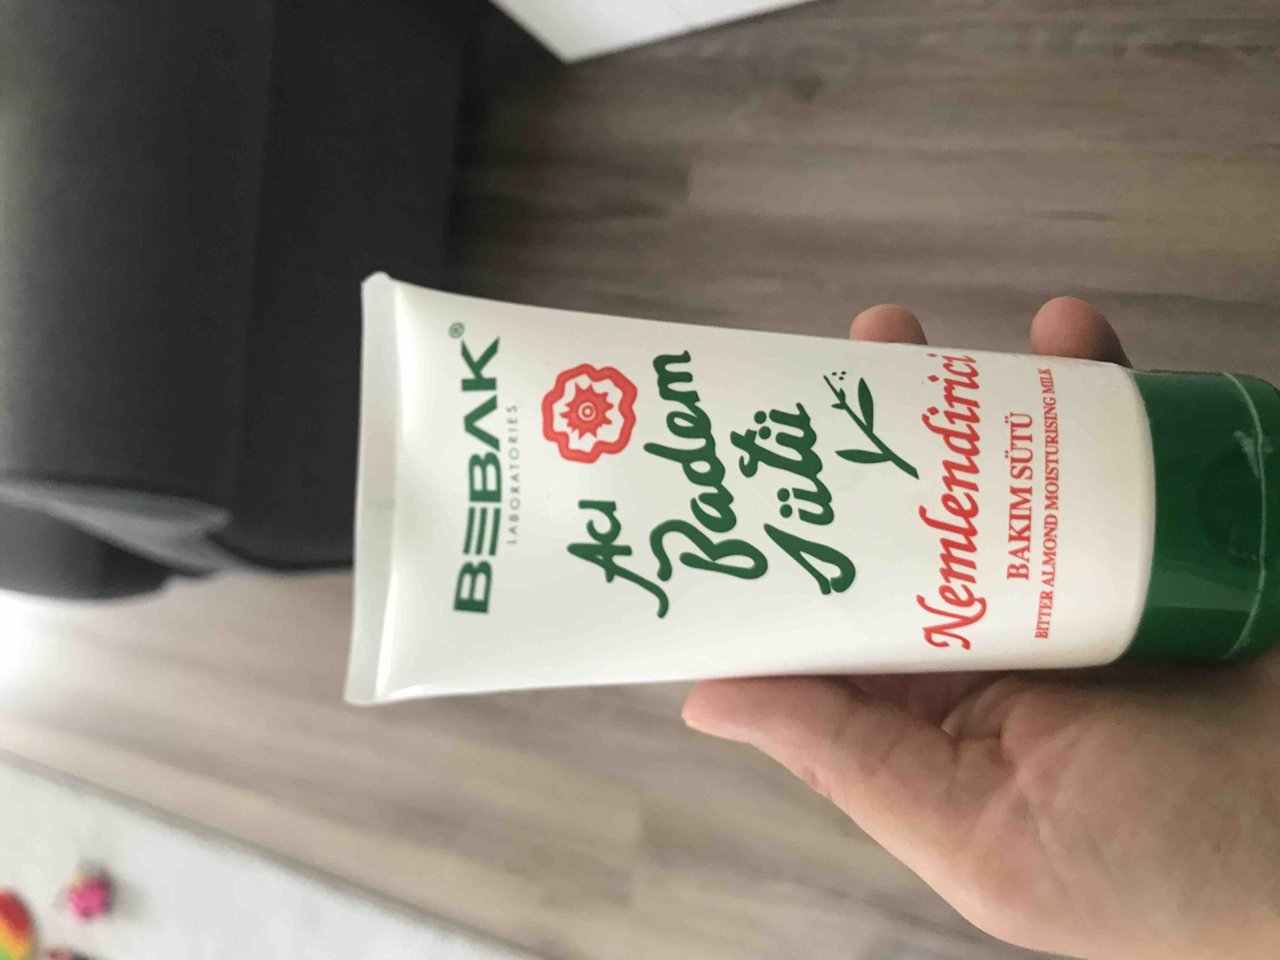 BEBAK®
LABORATORIES
Acı
Badem
Sütü
Nemlendirici
BAKIM SÜTÜ
BITTER ALMOND MOISTURISING MILK